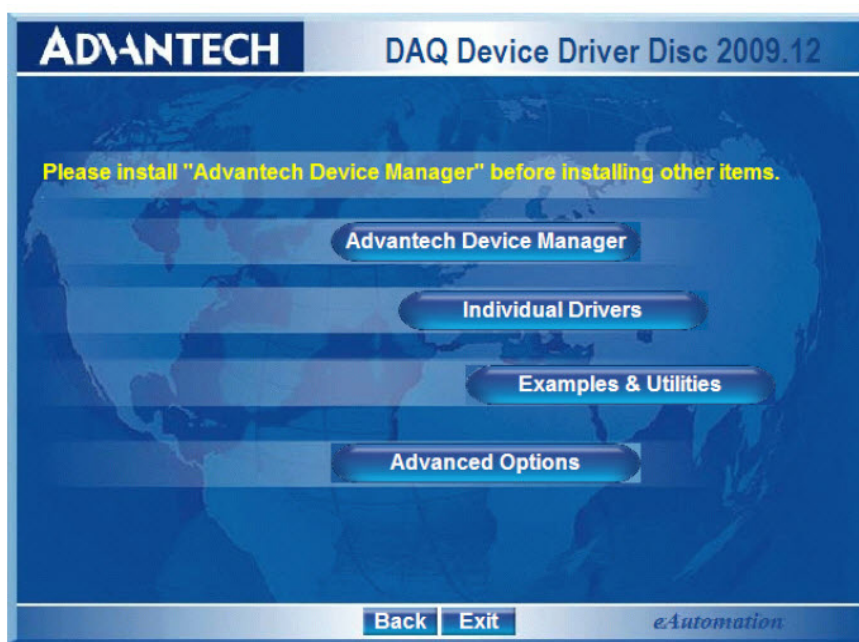 ADVANTECH
DAQ Device Driver Disc 2009.12
Please install "Advantech Device Manager" before installing other items.
Advantech Device Manager
Individual Drivers
Examples & Utilities
Advanced Options
Back Exit
eAutomation